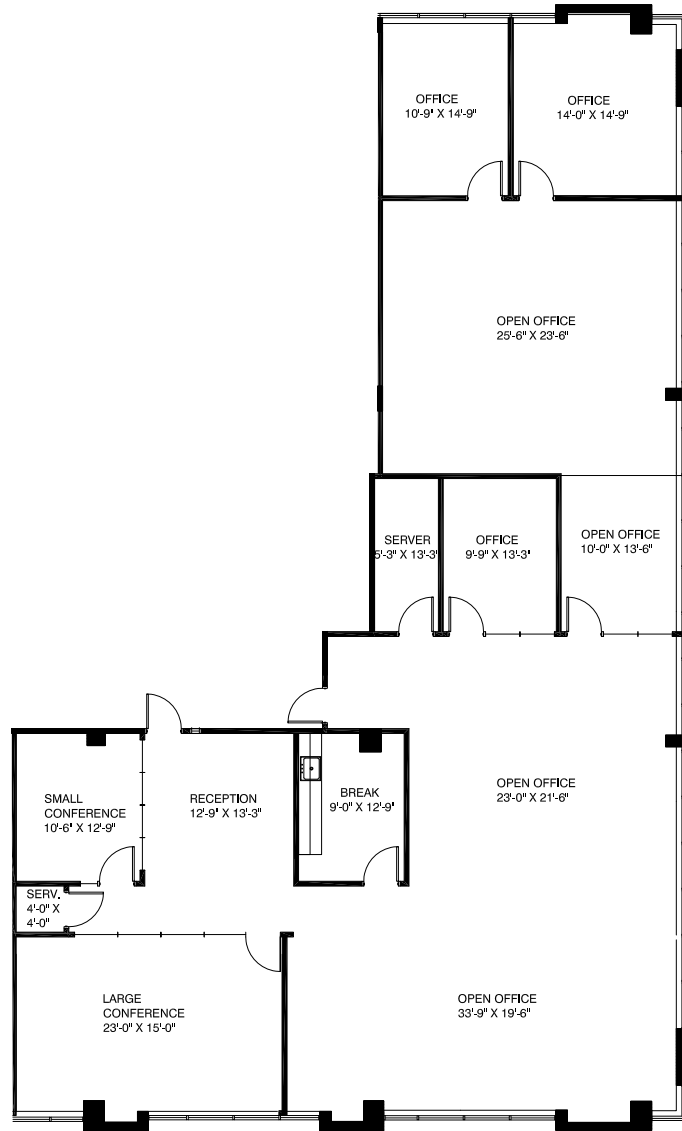 OFFICE
10'-9" X 14'-9"
OFFICE
14'-0" X 14'-9"
OPEN OFFICE
25'-6" X 23'-6"
SERVER
5'-3" X 13'-3"
OFFICE
9'-9" X 13'-3"
OPEN OFFICE
10'-0" X 13'-6"
SMALL
CONFERENCE
10'-6" X 12'-9"
RECEPTION
12'-9" X 13'-3"
BREAK
9'-0" X 12'-9"
OPEN OFFICE
23'-0" X 21'-6"
SERV.
4'-0" X
4'-0"
LARGE
CONFERENCE
23'-0" X 15'-0"
OPEN OFFICE
33'-9" X 19'-6"